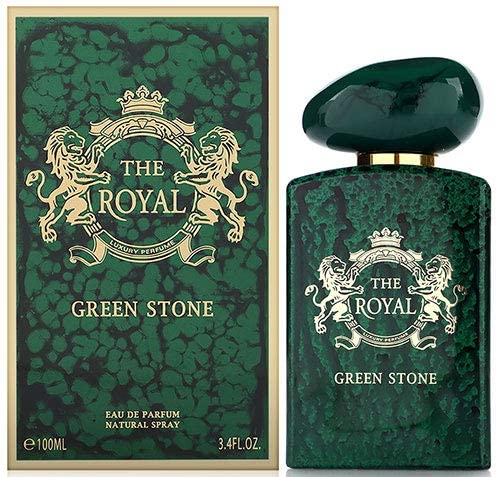 THE
ROYAL
LUXURY PERFUME
GREEN STONE
EAU DE PARFUM
NATURAL SPRAY
e 100ML 3.4FL.OZ.
THE
ROYAL
LUXURY PERFUME
GREEN STONE